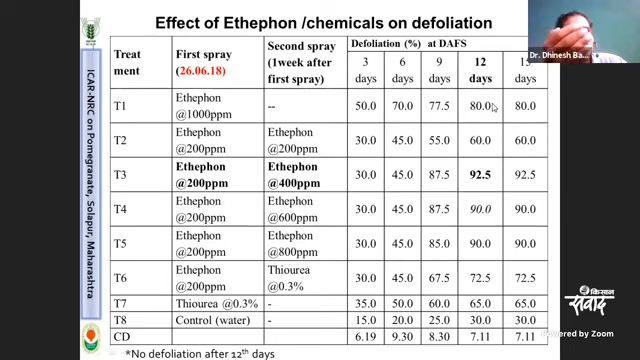 Effect of Ethephon /chemicals on defoliation
ICAR-NRC on Pomegranate, Solapur, Maharashtra
Treat ment | First spray (26.06.18) | Second spray (1week after first spray) | Defoliation (%) at DAFS
3 days | 6 days | 9 days | 12 days | 15 days
T1 | Ethephon @1000ppm | -- | 50.0 | 70.0 | 77.5 | 80.0 | 80.0
T2 | Ethephon @200ppm | Ethephon @200ppm | 30.0 | 45.0 | 55.0 | 60.0 | 60.0
T3 | Ethephon @200ppm | Ethephon @400ppm | 30.0 | 45.0 | 87.5 | 92.5 | 92.5
T4 | Ethephon @200ppm | Ethephon @600ppm | 30.0 | 45.0 | 87.5 | 90.0 | 90.0
T5 | Ethephon @200ppm | Ethephon @800ppm | 30.0 | 45.0 | 85.0 | 90.0 | 90.0
T6 | Ethephon @200ppm | Thiourea @0.3% | 30.0 | 45.0 | 67.5 | 72.5 | 72.5
T7 | Thiourea @0.3% | - | 35.0 | 50.0 | 60.0 | 65.0 | 65.0
T8 | Control (water) | - | 15.0 | 20.0 | 25.0 | 30.0 | 30.0
CD | 6.19 | 9.30 | 8.30 | 7.11 | 7.11
*No defoliation after 12th days
Dr. Dhinesh Ba...
किसान
संवाद
Powered by Zoom